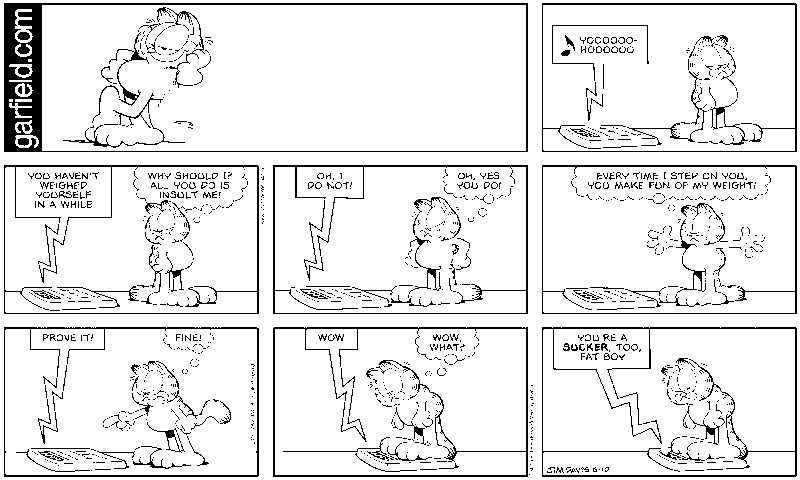 garfield.com
YOOOOOO-
HOOOOOO
YOU HAVEN'T
WEIGHED
YOURSELF
IN A WHILE
WHY SHOULD I?
ALL YOU DO IS
INSULT ME!
OH, I
DO NOT!
OH, YES
YOU DO!
EVERY TIME I STEP ON YOU,
YOU MAKE FUN OF MY WEIGHT!
PROVE IT!
FINE!
WOW
WOW,
WHAT?
YOU'RE A
SUCKER, TOO,
FAT BOY
JIM DAVIS 6-10